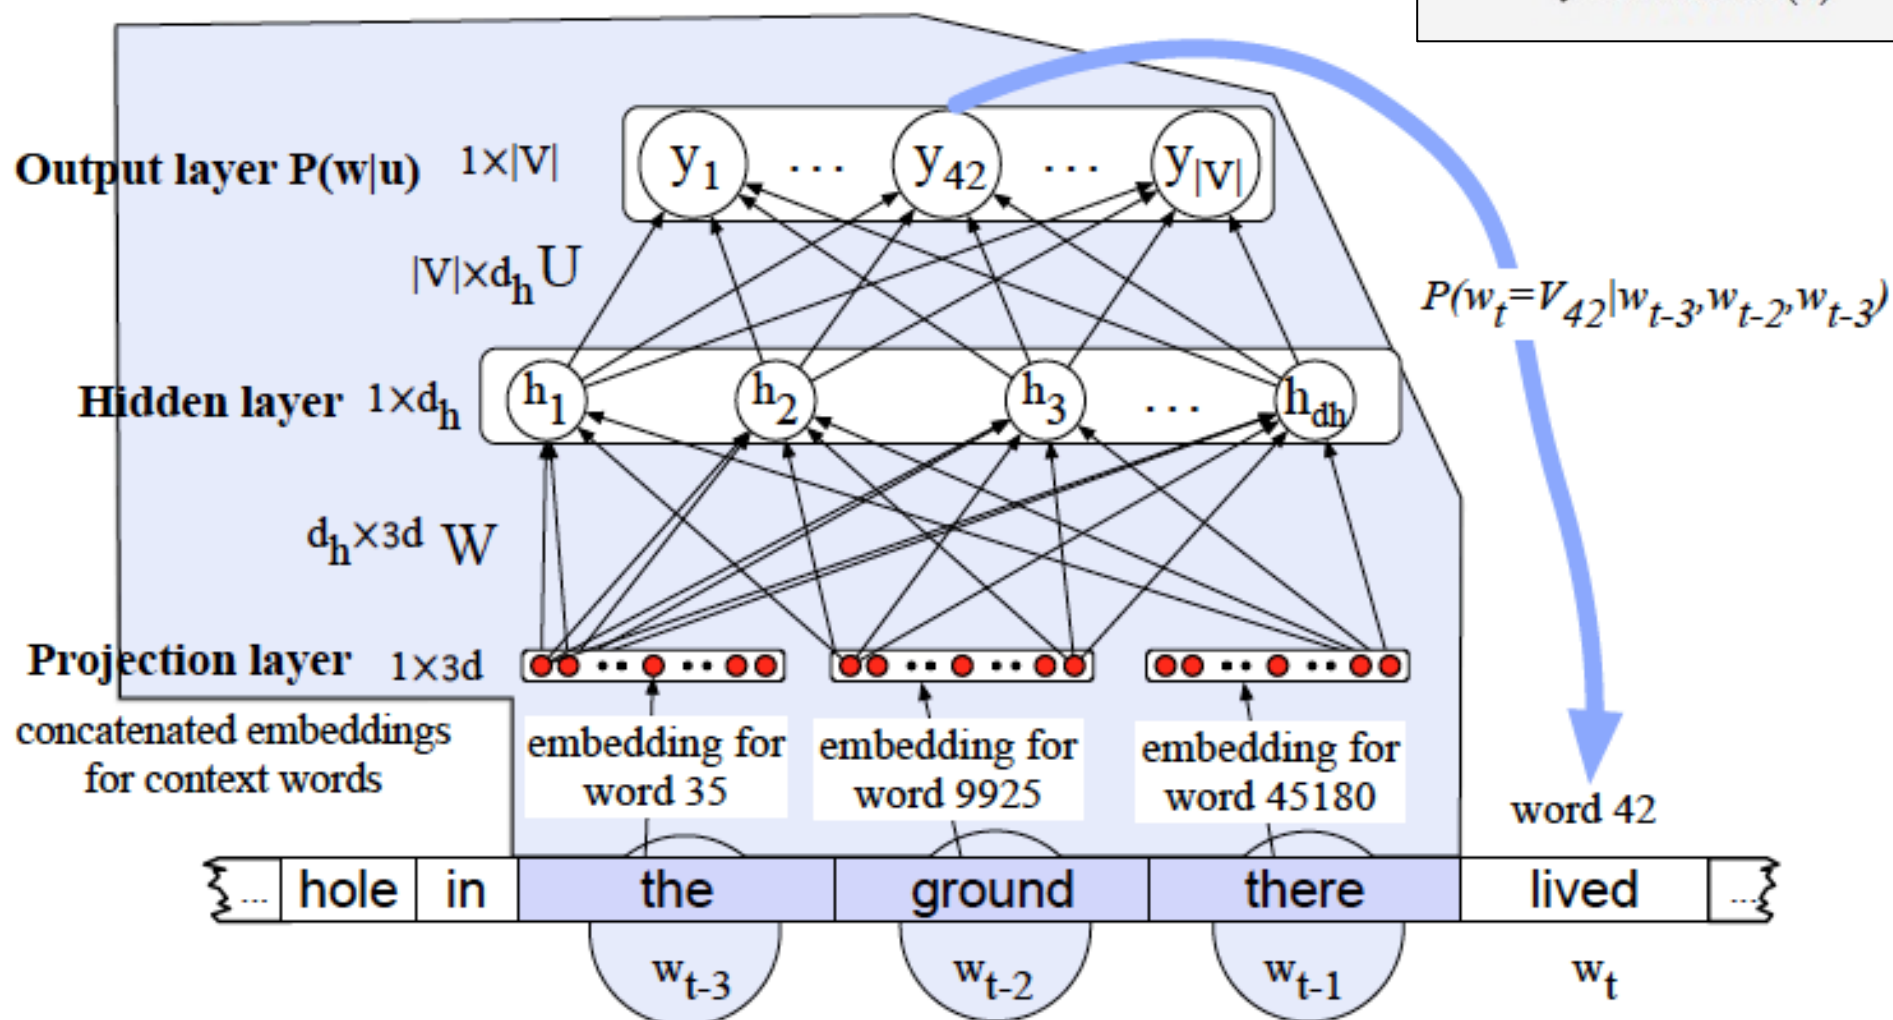 Output layer P(w|u) 1×|V|
y1 ... y42 ... y|V|
|V|×dh U
P(wt=V42|wt-3,wt-2,wt-3)
Hidden layer 1×dh
h1 h2 h3 ... hdh
dh×3d W
Projection layer 1×3d
concatenated embeddings
for context words
embedding for
word 35
embedding for
word 9925
embedding for
word 45180
word 42
... hole in the ground there lived ...
wt-3 wt-2 wt-1 wt